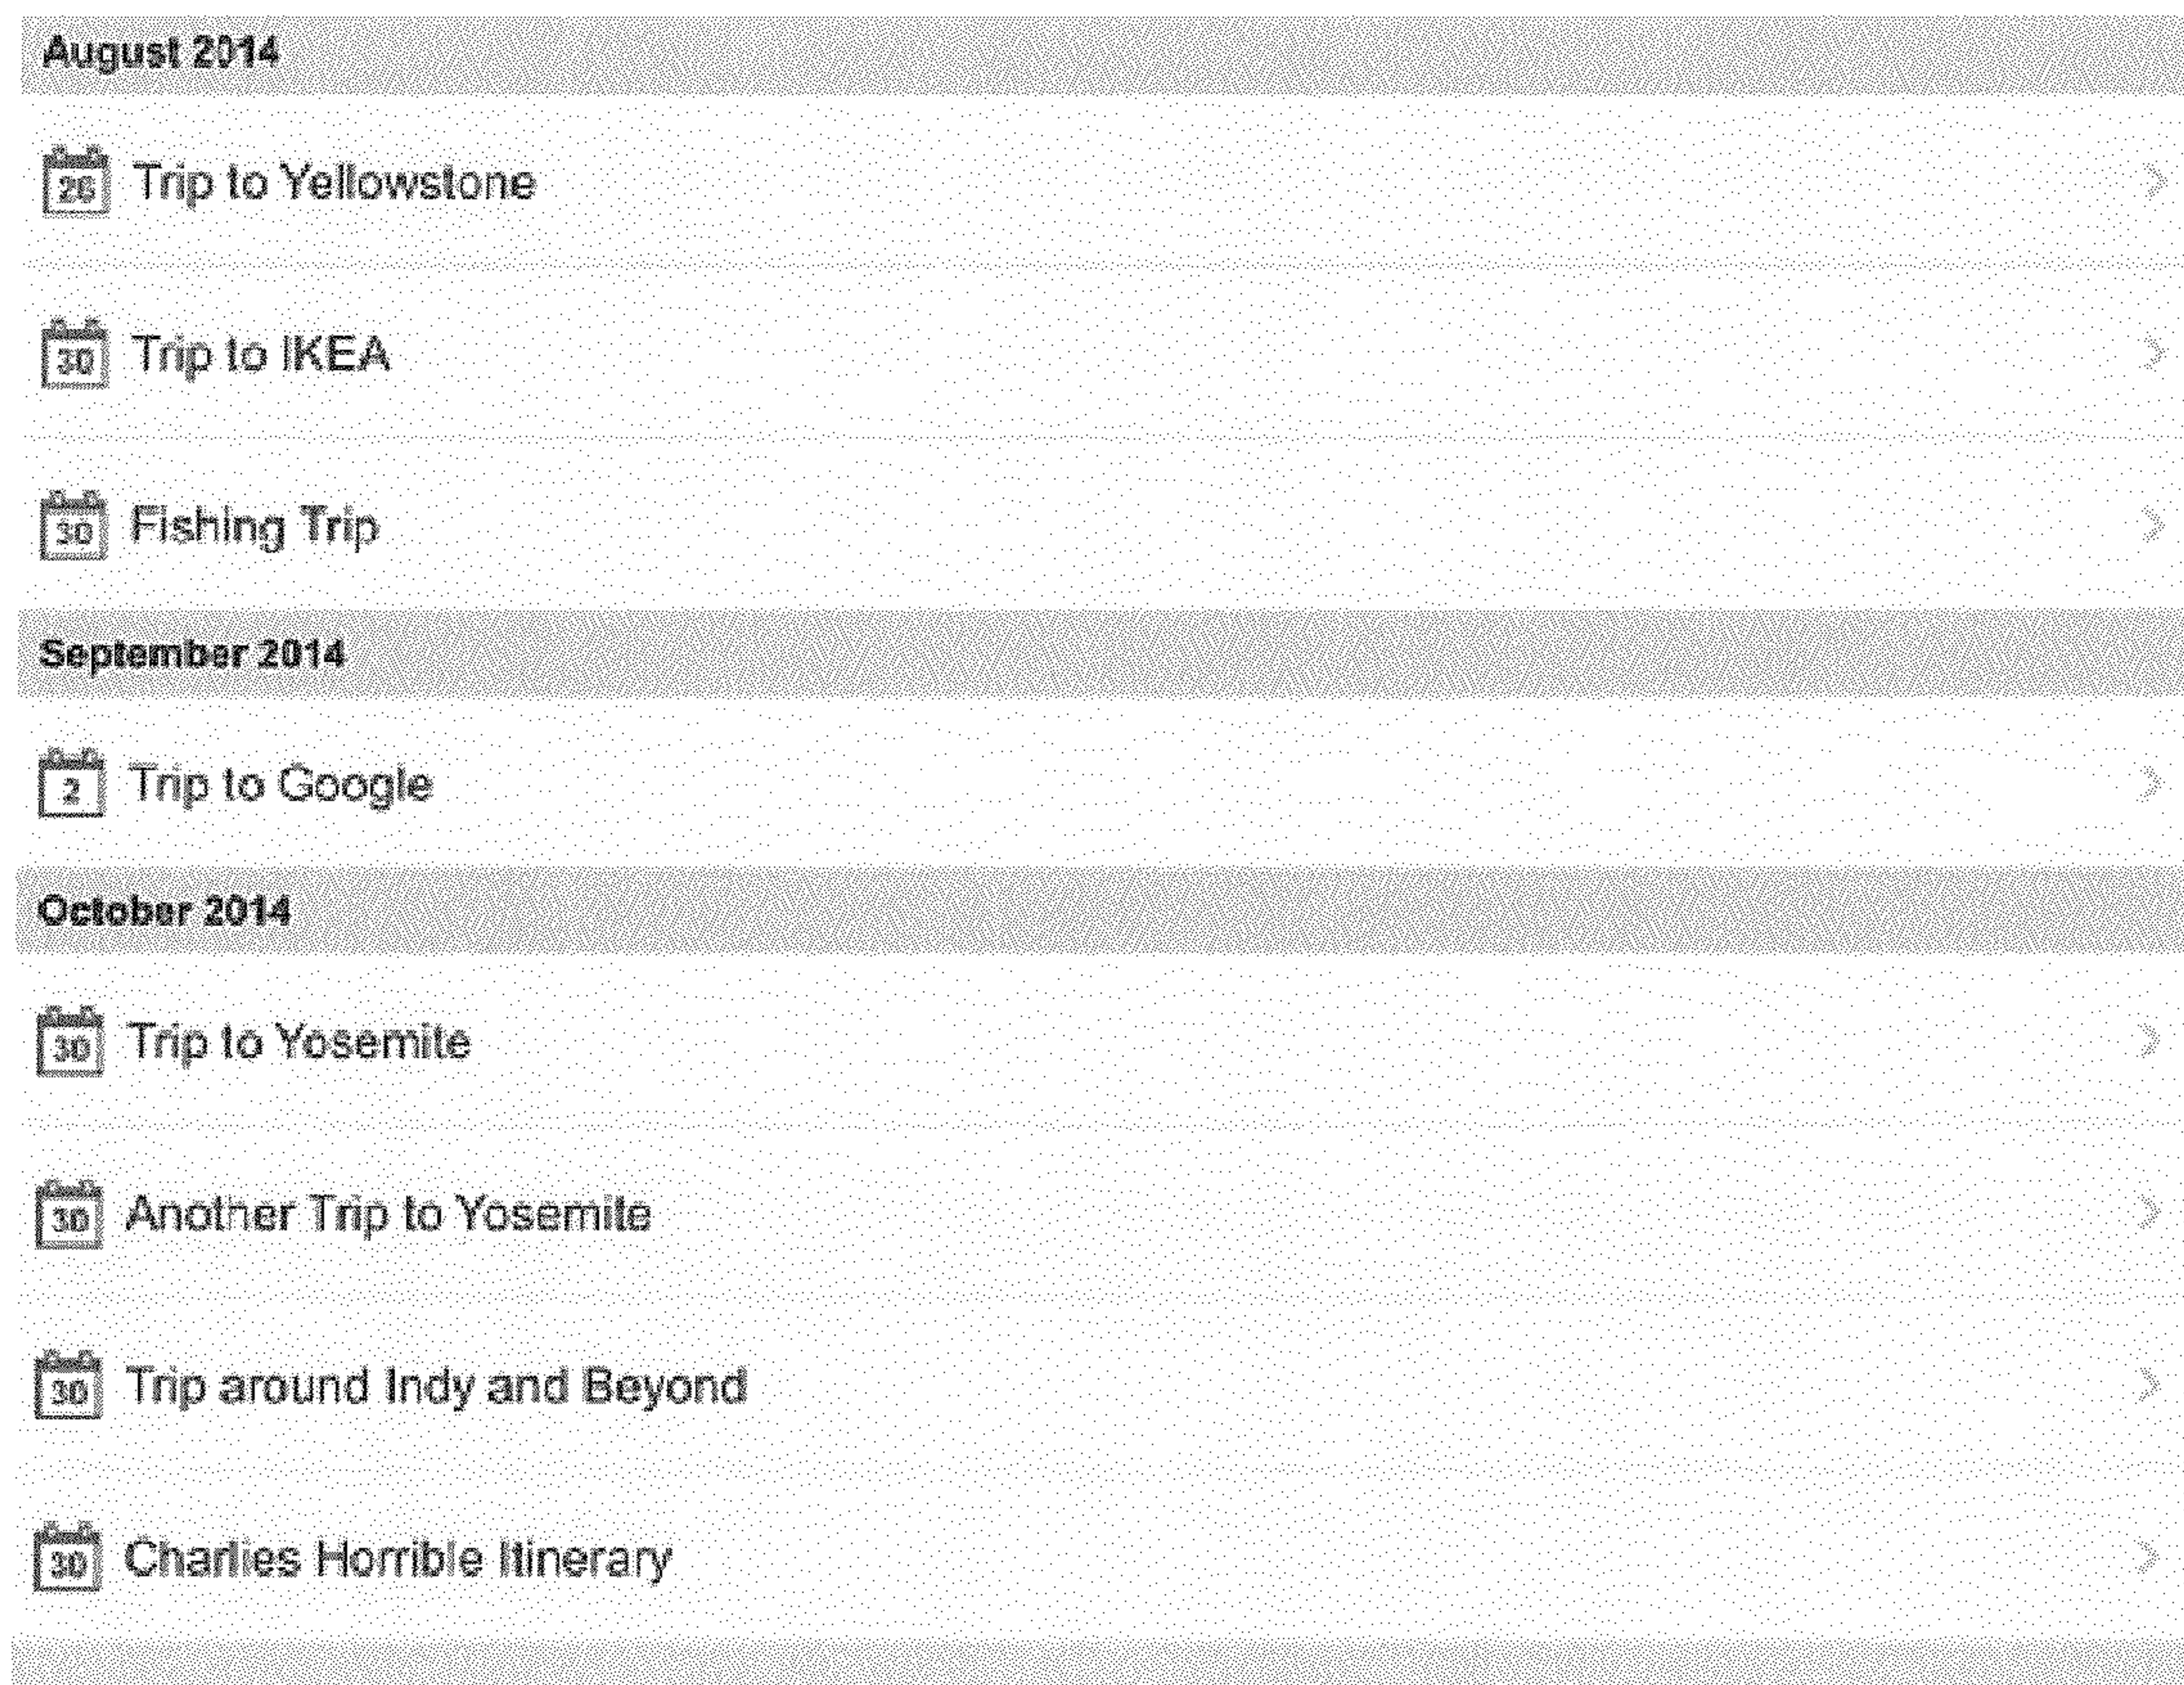 August 2014
Trip to Yellowstone
30 Trip to IKEA
30 Fishing Trip
September 2014
2 Trip to Google
October 2014
30 Trip to Yosemite
30 Another Trip to Yosemite
30 Trip around Indy and Beyond
30 Charlies Horrible Itinerary